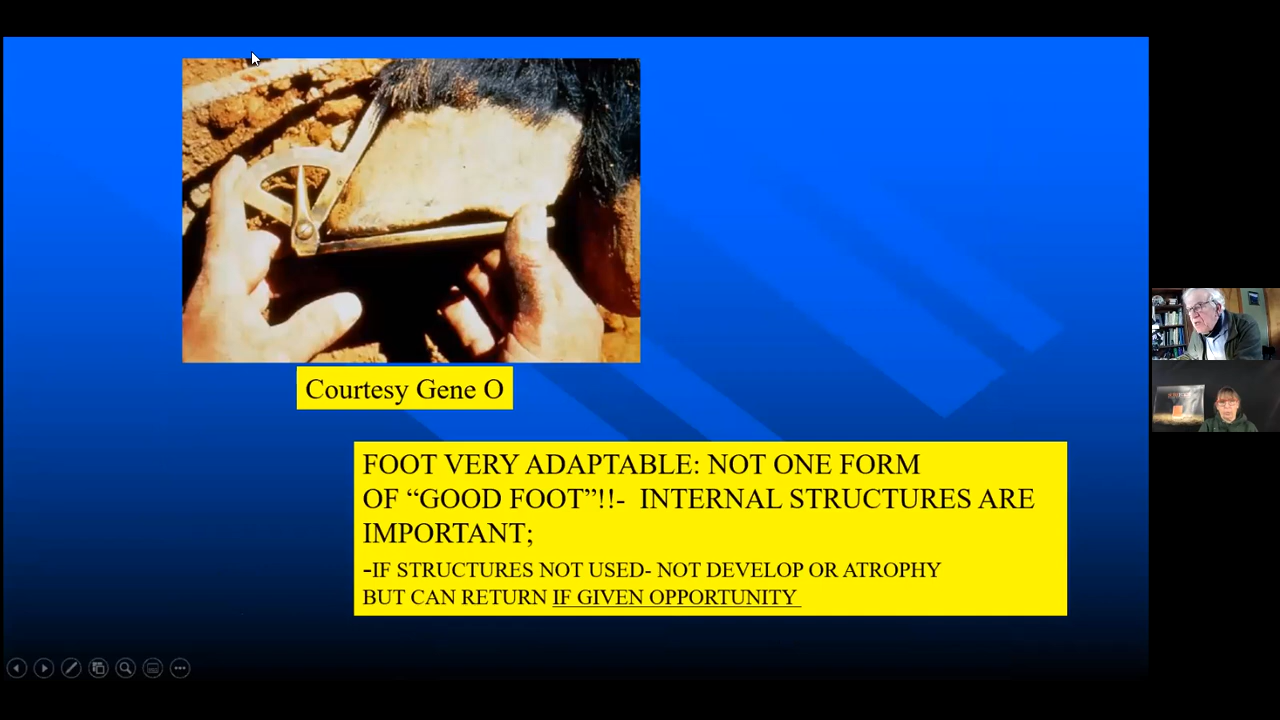 Courtesy Gene O
FOOT VERY ADAPTABLE: NOT ONE FORM
OF “GOOD FOOT”!!- INTERNAL STRUCTURES ARE
IMPORTANT;
-IF STRUCTURES NOT USED- NOT DEVELOP OR ATROPHY
BUT CAN RETURN IF GIVEN OPPORTUNITY